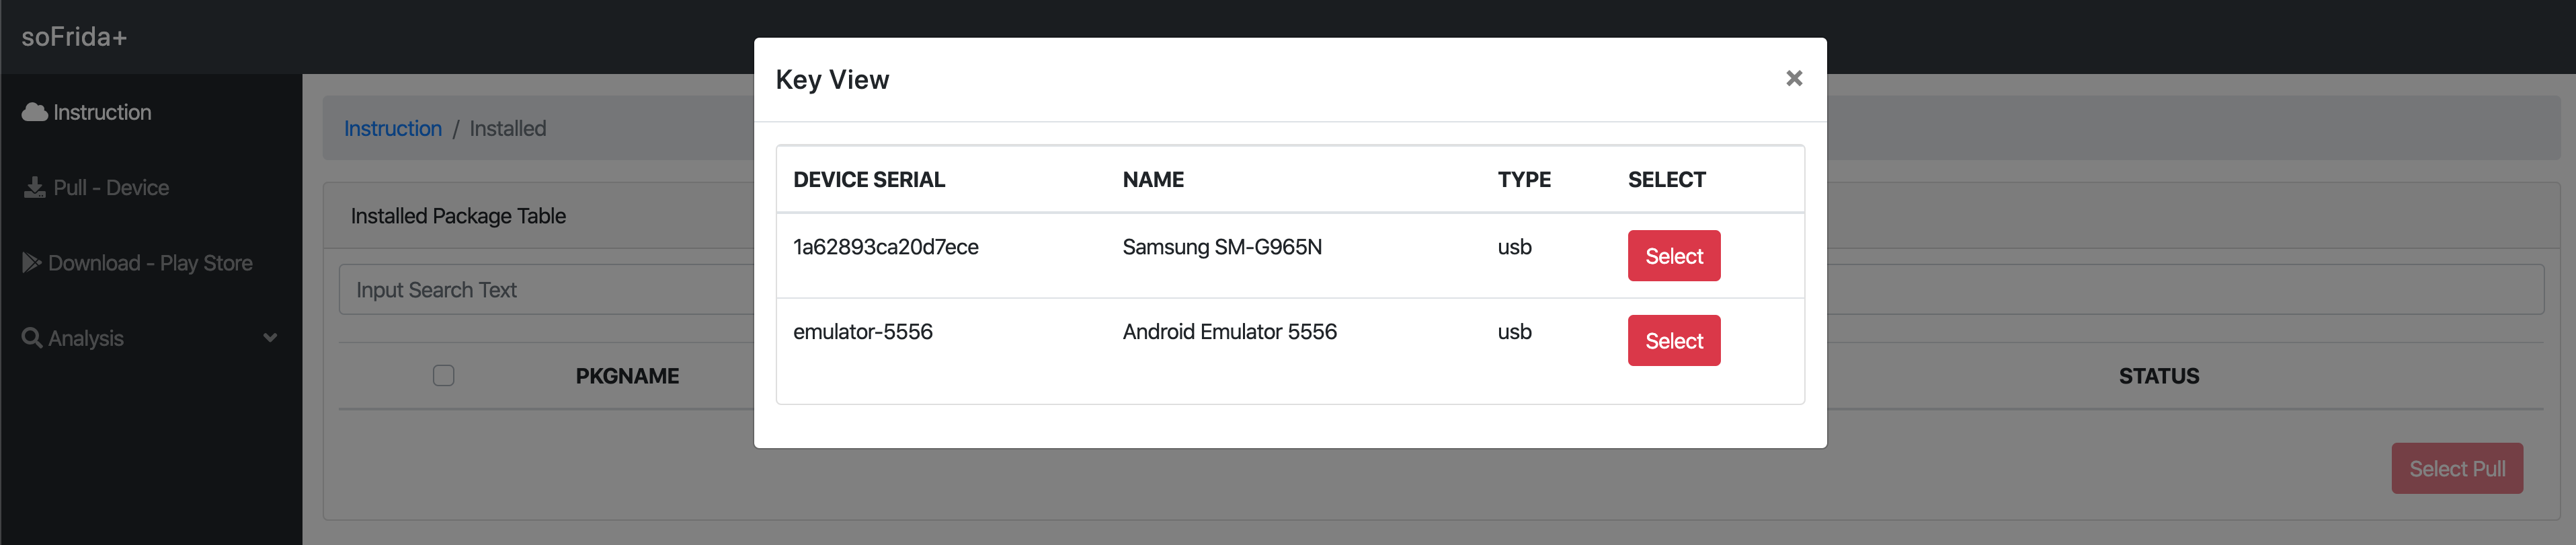 soFrida+
Instruction
Pull - Device
Download - Play Store
Analysis
Instruction / Installed
Installed Package Table
Input Search Text
PKGNAME
STATUS
Select Pull
Key View
×
DEVICE SERIAL NAME TYPE SELECT
1a62893ca20d7ece Samsung SM-G965N usb Select
emulator-5556 Android Emulator 5556 usb Select